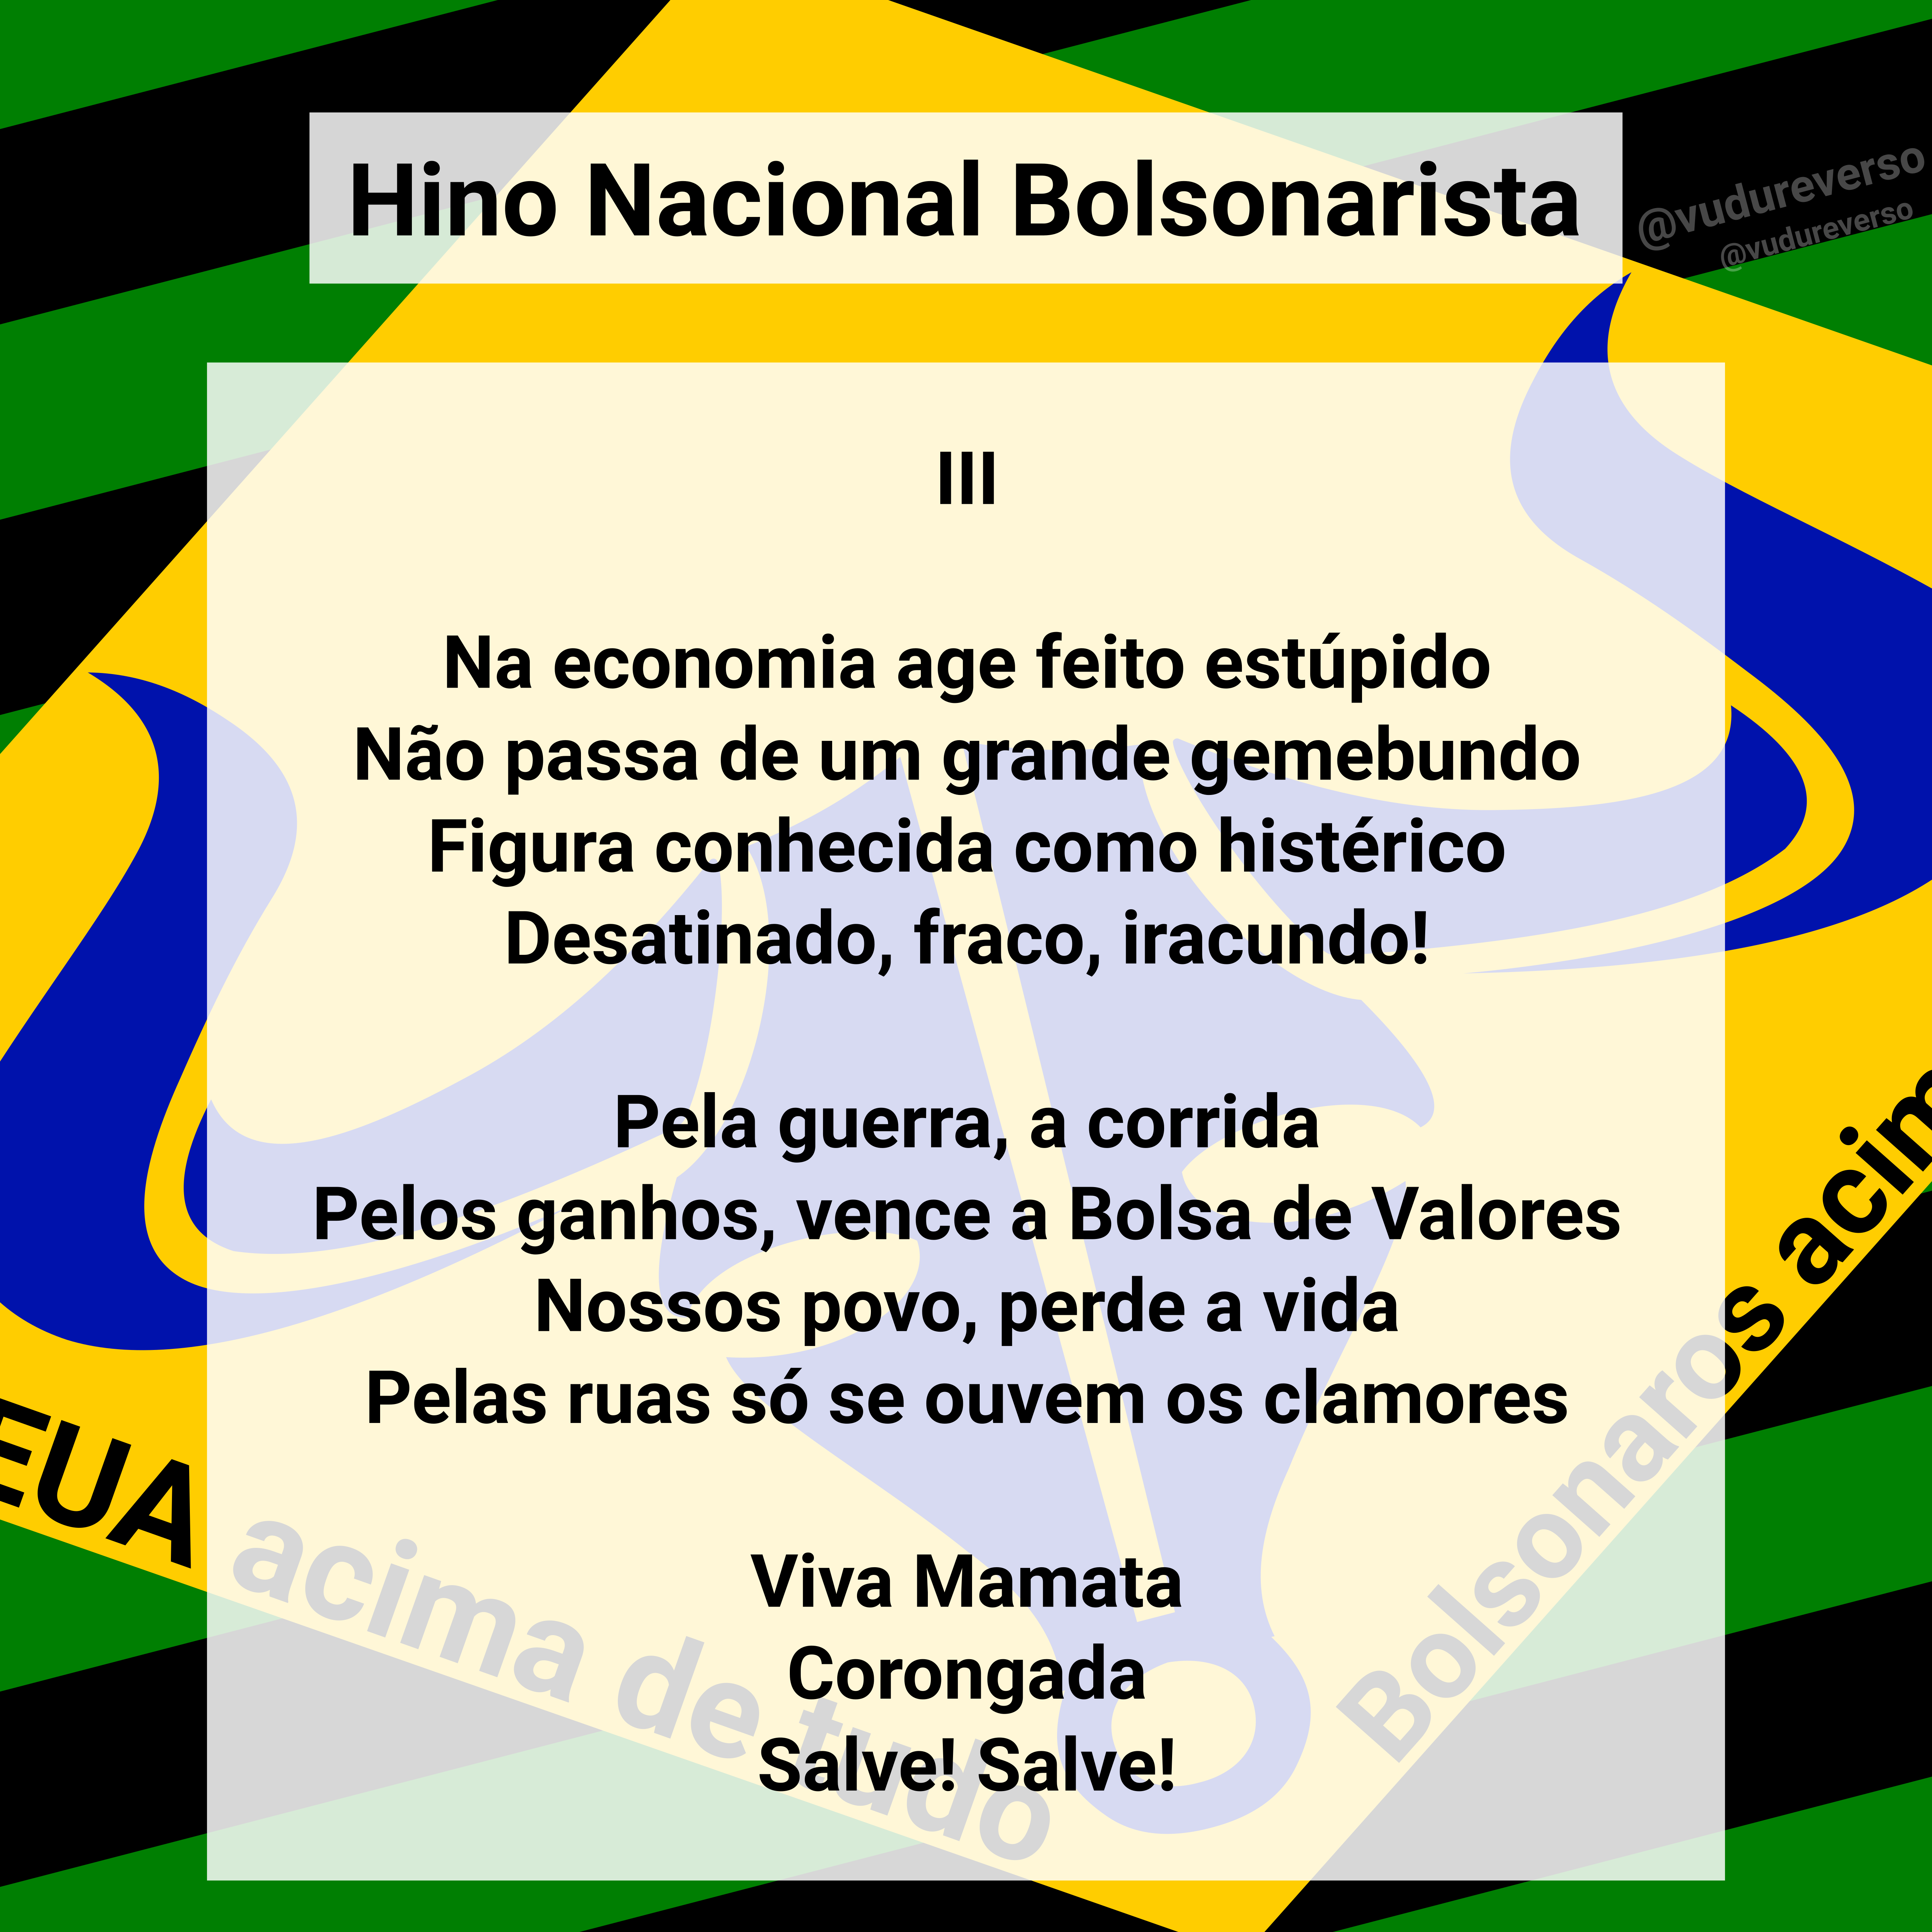 Hino Nacional Bolsonarista
@vudureverso
@vudureverso
III
Na economia age feito estúpido
Não passa de um grande gemebundo
Figura conhecida como histérico
Desatinado, fraco, iracundo!
Pela guerra, a corrida
Pelos ganhos, vence a Bolsa de Valores
Nossos povo, perde a vida
Pelas ruas só se ouvem os clamores
Viva Mamata
Corongada
Salve! Salve!
EUA acima de tudo
Bolsonaros acim